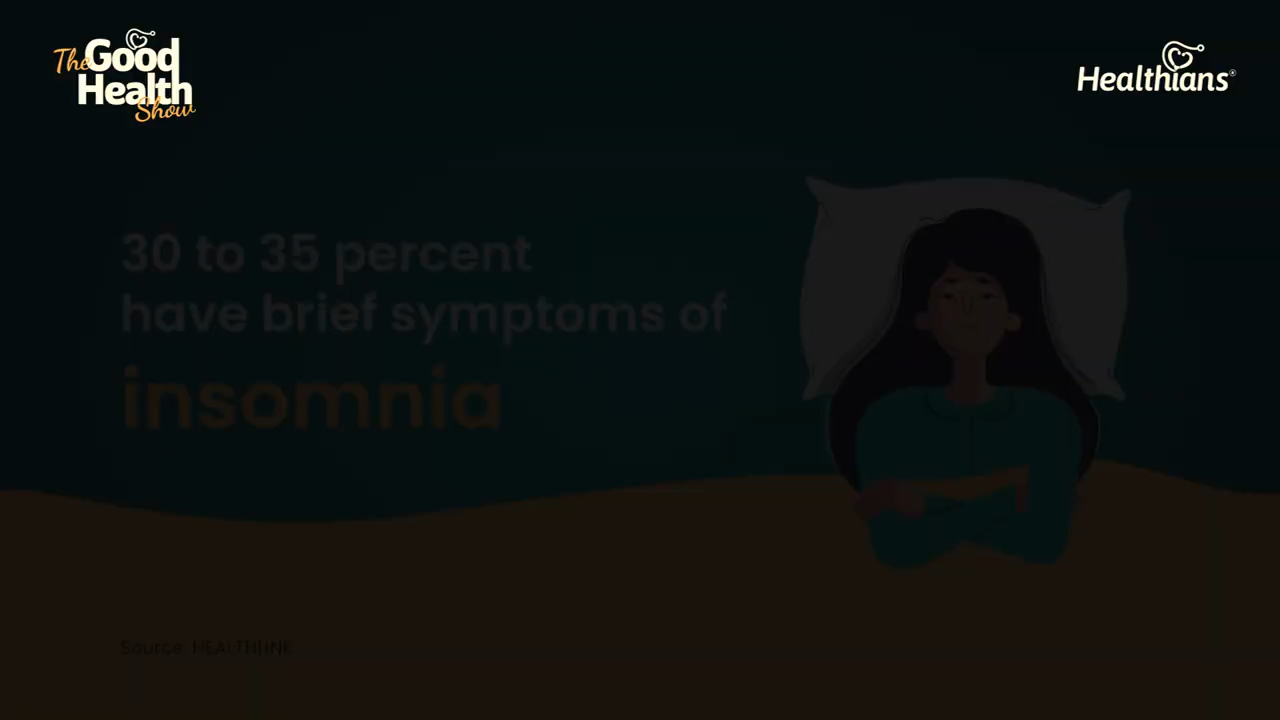 The Good
Health
Show
Healthians®
30 to 35 percent
have brief symptoms of
insomnia
Source: